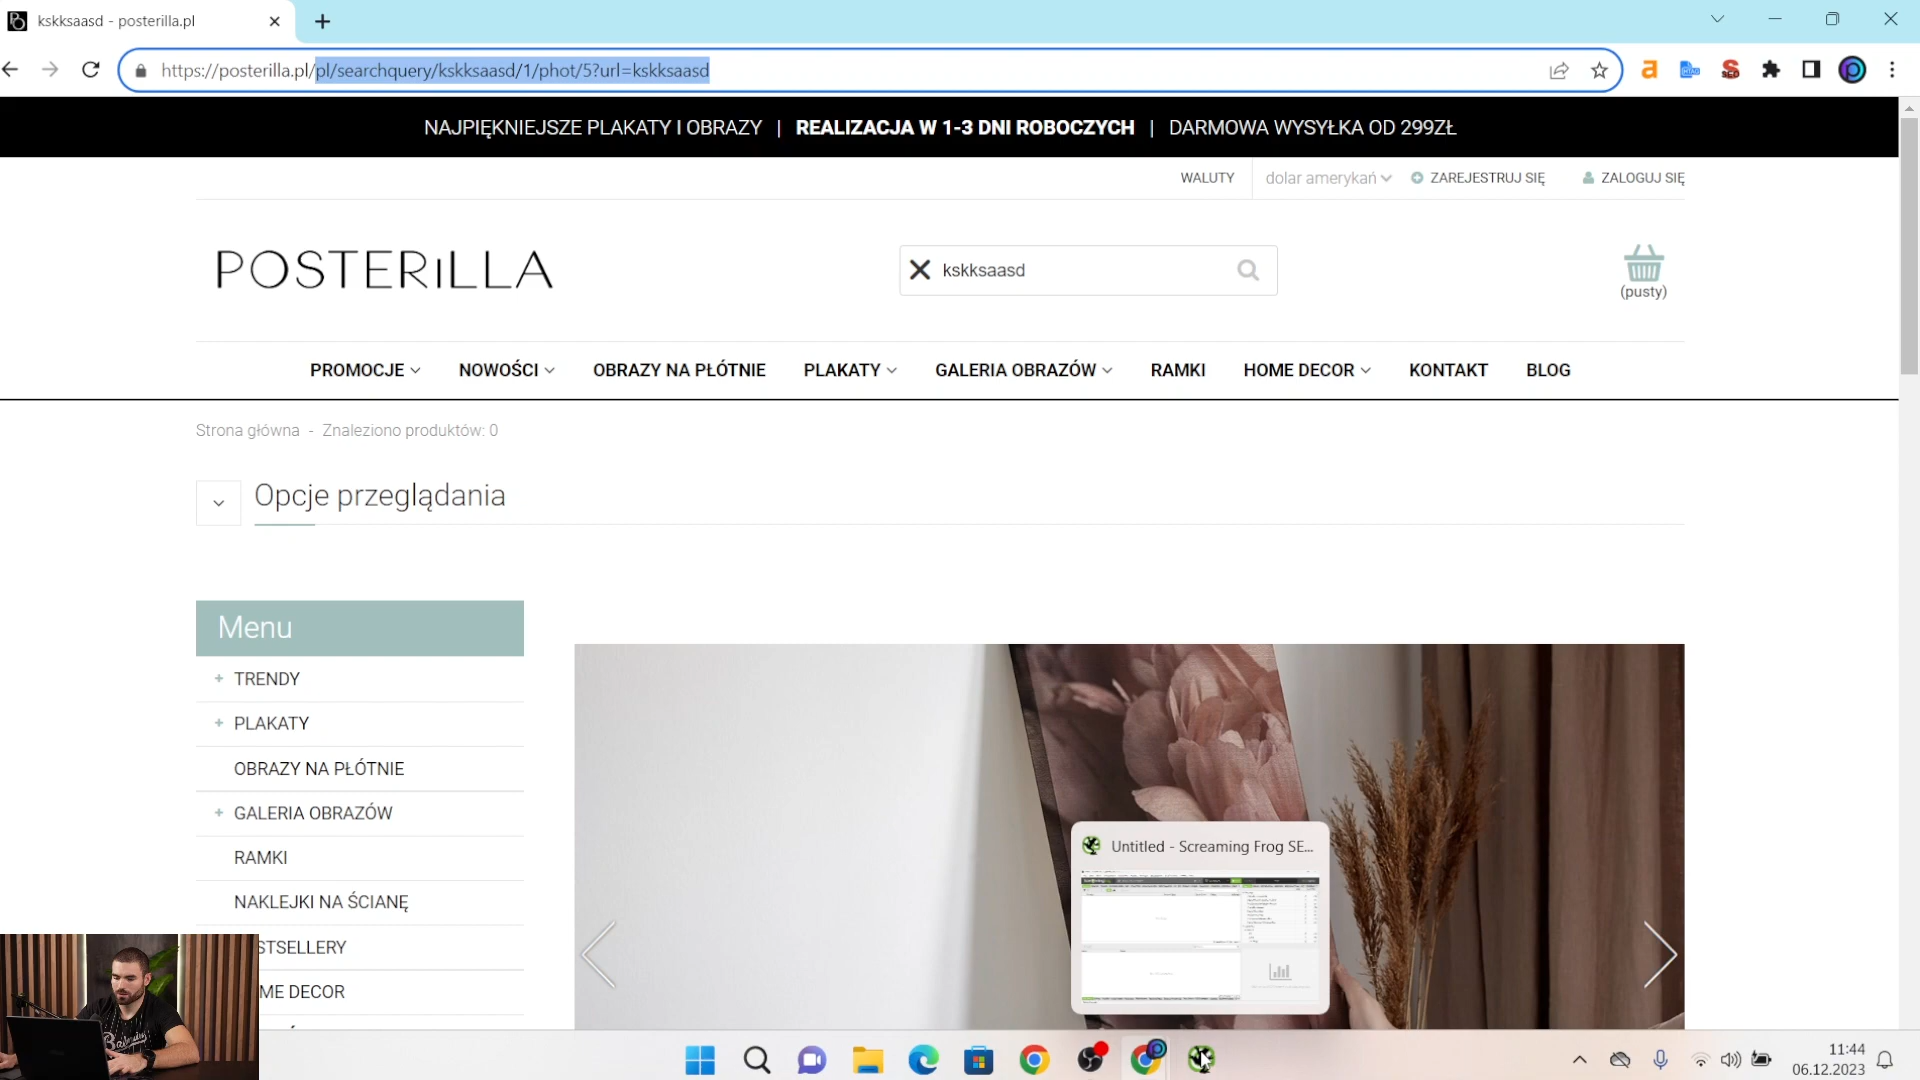 kskksaasd - posterilla.pl
https://posterilla.pl/pl/searchquery/kskksaasd/1/phot/5?url=kskksaasd
NAJPIĘKNIEJSZE PLAKATY I OBRAZY | REALIZACJA W 1-3 DNI ROBOCZYCH | DARMOWA WYSYŁKA OD 299ZŁ
WALUTY dolar amerykań ZAREJESTRUJ SIĘ ZALOGUJ SIĘ
POSTERiLLA
kskksaasd
(pusty)
PROMOCJE NOWOŚCI OBRAZY NA PŁÓTNIE PLAKATY GALERIA OBRAZÓW RAMKI HOME DECOR KONTAKT BLOG
Strona główna - Znaleziono produktów: 0
Opcje przeglądania
Menu
+ TRENDY
+ PLAKATY
OBRAZY NA PŁÓTNIE
+ GALERIA OBRAZÓW
RAMKI
NAKLEJKI NA ŚCIANĘ
STSELLERY
ME DECOR
Untitled - Screaming Frog SE...
11:44
06.12.2023